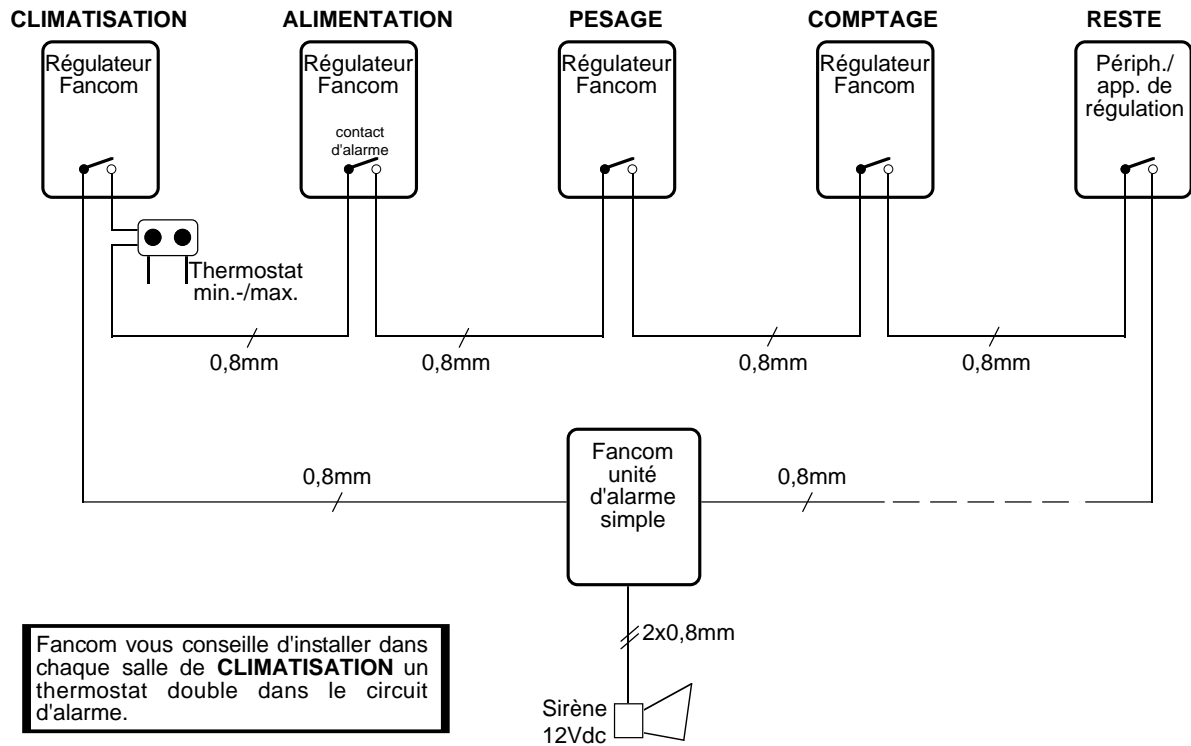 CLIMATISATION
ALIMENTATION
PESAGE
COMPTAGE
RESTE
Régulateur
Fancom
Régulateur
Fancom
contact
d'alarme
Régulateur
Fancom
Régulateur
Fancom
Périph./
app. de
régulation
Thermostat
min.-/max.
0,8mm
0,8mm
0,8mm
0,8mm
0,8mm
Fancom
unité
d'alarme
simple
0,8mm
2x0,8mm
Fancom vous conseille d'installer dans
chaque salle de CLIMATISATION un
thermostat double dans le circuit
d'alarme.
Sirène
12Vdc